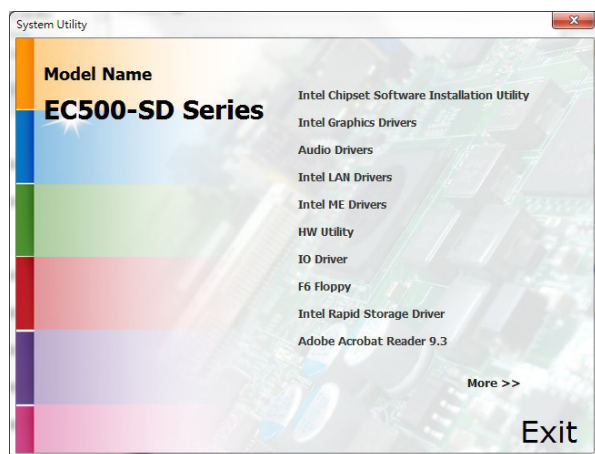 System Utility
Model Name
EC500-SD Series
Intel Chipset Software Installation Utility
Intel Graphics Drivers
Audio Drivers
Intel LAN Drivers
Intel ME Drivers
HW Utility
IO Driver
F6 Floppy
Intel Rapid Storage Driver
Adobe Acrobat Reader 9.3
More >>
Exit